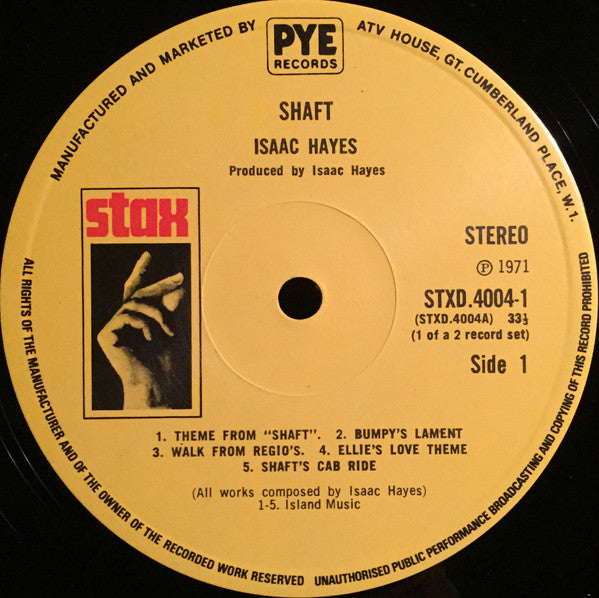 MANUFACTURED AND MARKETED BY
PYE
RECORDS
ATV HOUSE, GT. CUMBERLAND PLACE, W.1.
SHAFT
ISAAC HAYES
Produced by Isaac Hayes
stax
STEREO
Ⓟ 1971
STXD.4004-1
(STXD.4004A) 33⅓
(1 of a 2 record set)
Side 1
1. THEME FROM “SHAFT”. 2. BUMPY'S LAMENT
3. WALK FROM REGIO'S. 4. ELLIE'S LOVE THEME
5. SHAFT'S CAB RIDE
(All works composed by Isaac Hayes)
1-5. Island Music
ALL RIGHTS OF THE MANUFACTURER AND OF THE OWNER OF THE RECORDED WORK RESERVED UNAUTHORISED PUBLIC PERFORMANCE BROADCASTING AND COPYING OF THIS RECORD PROHIBITED